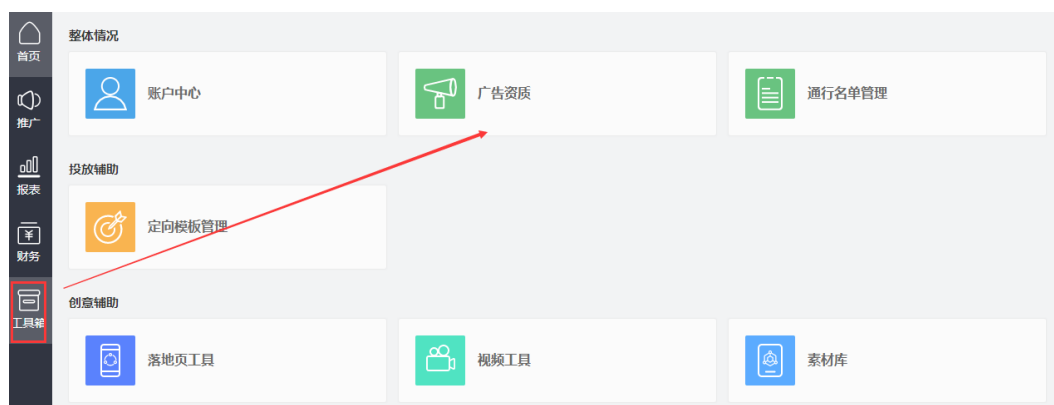 首页
推广
报表
财务
工具箱
整体情况
账户中心
广告资质
通行名单管理
投放辅助
定向模板管理
创意辅助
落地页工具
视频工具
素材库